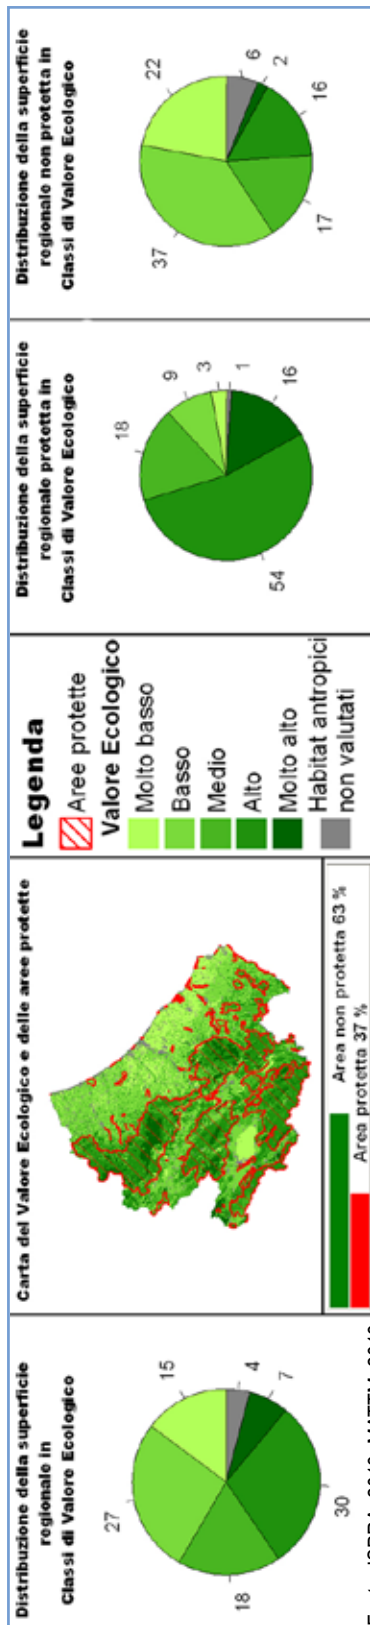 Distribuzione della superficie
regionale in
Classi di Valore Ecologico
15
27
18
30
7
4
Carta del Valore Ecologico e delle aree protette
Area non protetta 63 %
Area protetta 37 %
Legenda
Aree protette
Valore Ecologico
Molto basso
Basso
Medio
Alto
Molto alto
Habitat antropici
non valutati
Distribuzione della superficie
regionale protetta in
Classi di Valore Ecologico
3
9
18
54
16
1
Distribuzione della superficie
regionale non protetta in
Classi di Valore Ecologico
22
37
17
16
2
6